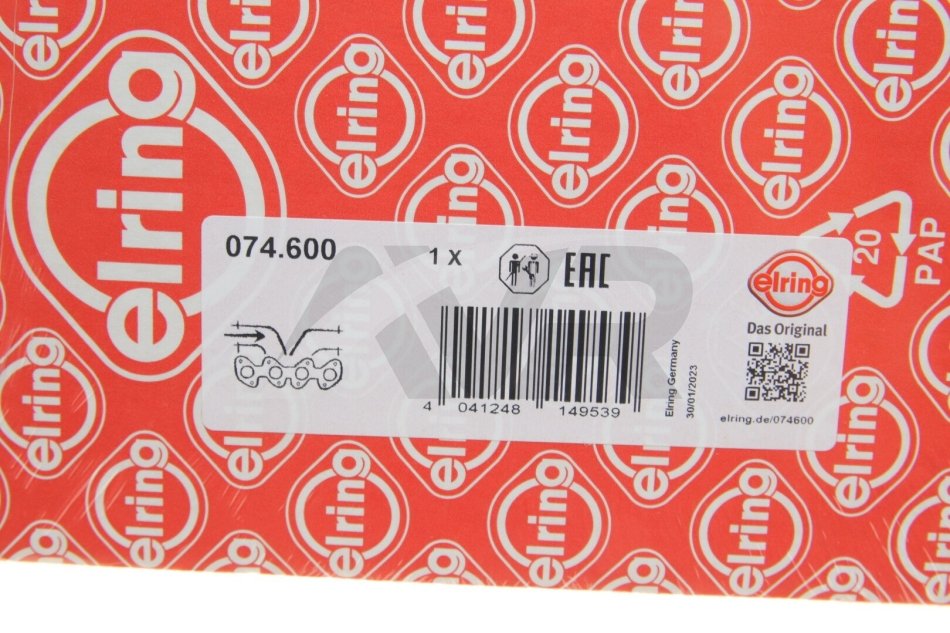 elring
074.600
1 X
EAC
elring
Das Original
4 041248 149539
Elring Germany
30/01/2023
elring.de/074600
20
PAP
AVR